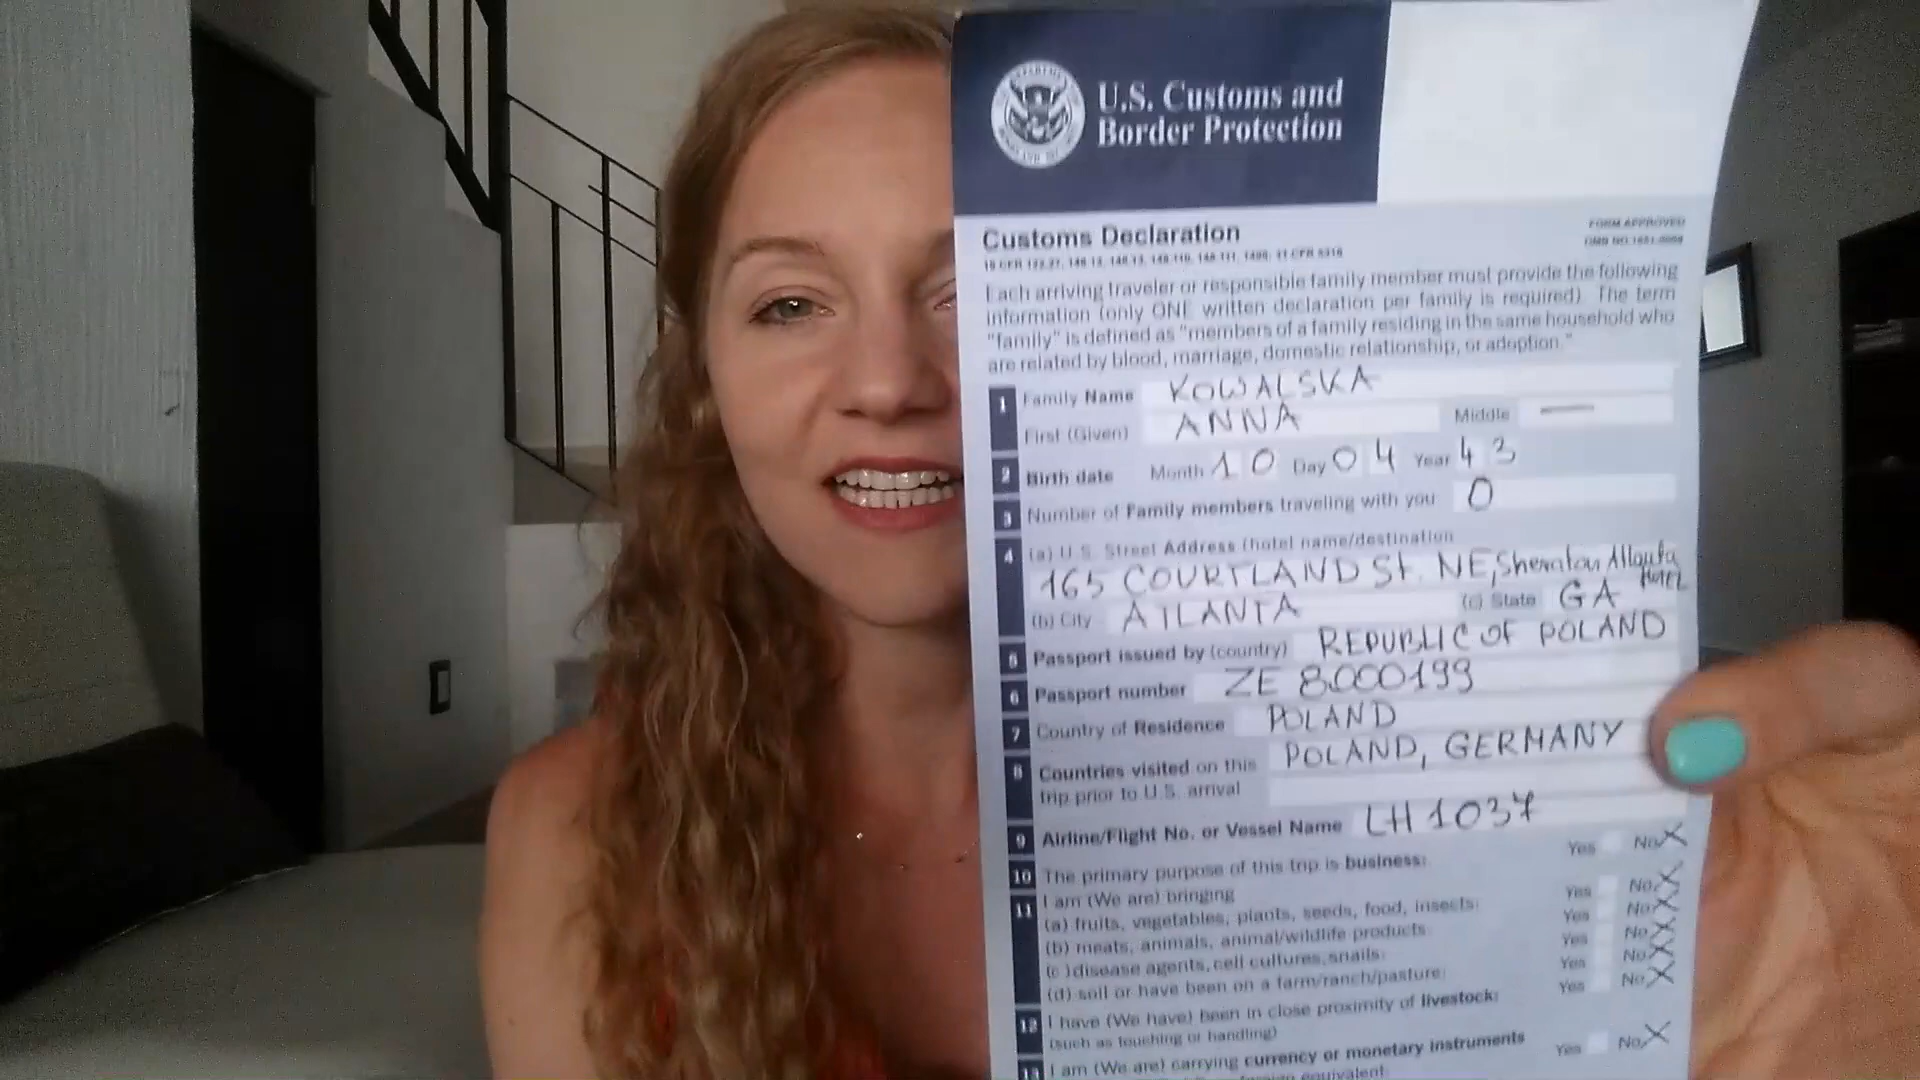 U.S. Customs and
Border Protection
Customs Declaration
FORM APPROVED
OMB NO. 1651-0009
Each arriving traveler or responsible family member must provide the following
information (only ONE written declaration per family is required). The term
"family" is defined as "members of a family residing in the same household who
are related by blood, marriage, domestic relationship, or adoption."
1 Family Name KOWALSKA
First (Given) ANNA Middle —
2 Birth date Month 10 Day 04 Year 43
3 Number of Family members traveling with you 0
4 (a) U.S. Street Address (hotel name/destination
165 COURTLAND St. NE, Sheraton Atlanta HOTEL
(b) City ATLANTA (c) State GA
5 Passport issued by (country) REPUBLIC OF POLAND
6 Passport number ZE 8000199
7 Country of Residence POLAND
8 Countries visited on this POLAND, GERMANY
trip prior to U.S. arrival
9 Airline/Flight No. or Vessel Name LH 1037
10 The primary purpose of this trip is business: Yes No X
11 I am (We are) bringing
(a) fruits, vegetables, plants, seeds, food, insects: Yes No X
(b) meats, animals, animal/wildlife products: Yes No X
(c) disease agents, cell cultures, snails: Yes No X
(d) soil or have been on a farm/ranch/pasture: Yes No X
12 I have (We have) been in close proximity of livestock: Yes No X
(such as touching or handling)
13 I am (We are) carrying currency or monetary instruments Yes No X